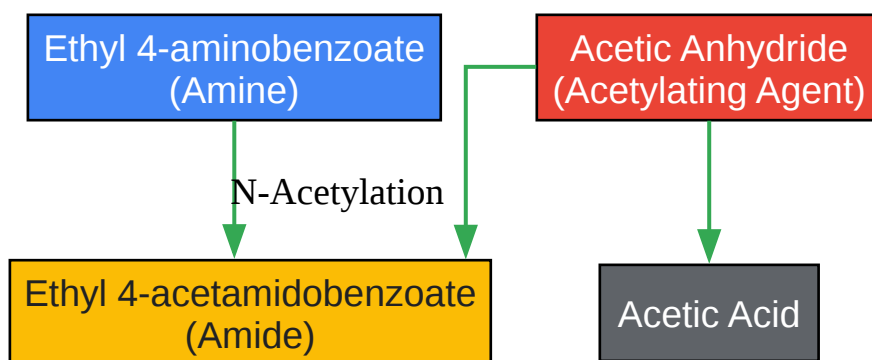 Ethyl 4-aminobenzoate
(Amine)
Acetic Anhydride
(Acetylating Agent)
N-Acetylation
Ethyl 4-acetamidobenzoate
(Amide)
Acetic Acid